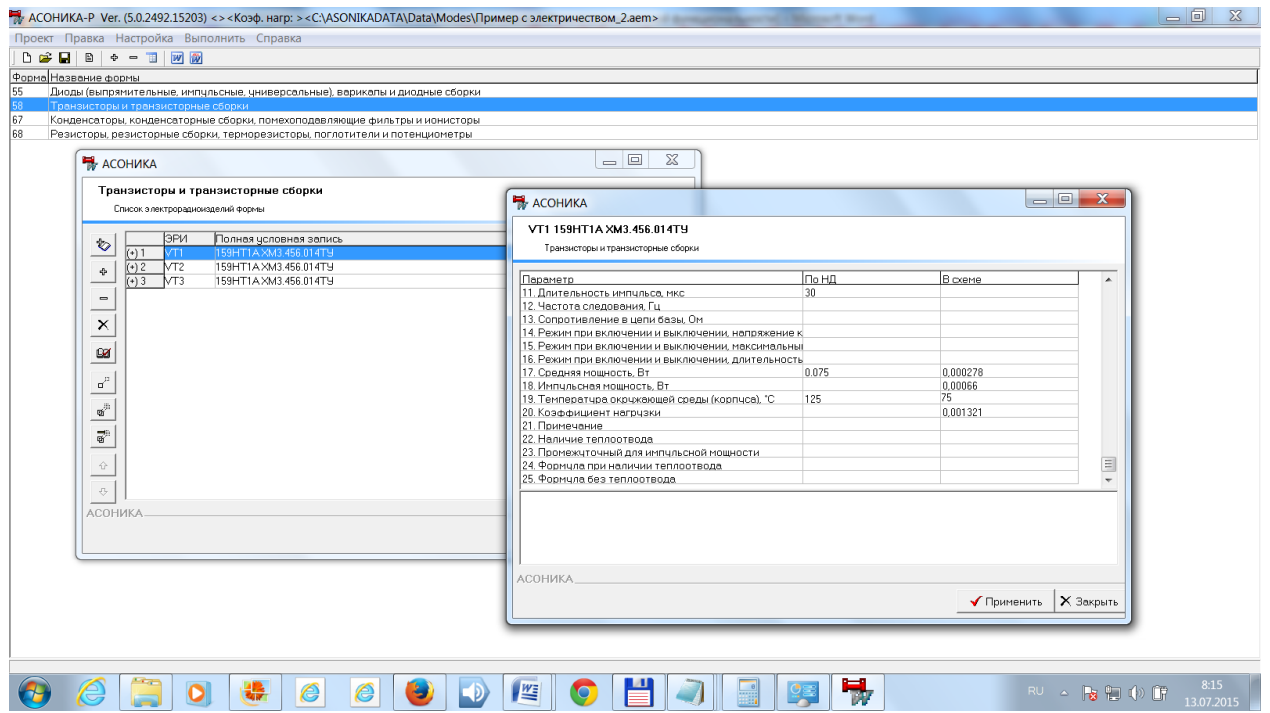 АСОНИКА-Р Ver. (5.0.2492.15203) <> <Коэф. нагр: > <C:\ASONIKADATA\Data\Modes\Пример с электричеством_2.aem>
Проект Правка Настройка Выполнить Справка
Форма Название формы
55 Диоды (выпрямительные, импульсные, универсальные), варикапы и диодные сборки
58 Транзисторы и транзисторные сборки
67 Конденсаторы, конденсаторные сборки, помехоподавляющие фильтры и ионисторы
68 Резисторы, резисторные сборки, терморезисторы, поглотители и потенциометры
АСОНИКА
Транзисторы и транзисторные сборки
Список электрорадиоизделий формы
ЭРИ Полная условная запись
(+) 1 VT1 159НТ1А ХМ3.456.014ТУ
(+) 2 VT2 159НТ1А ХМ3.456.014ТУ
(+) 3 VT3 159НТ1А ХМ3.456.014ТУ
АСОНИКА
АСОНИКА
VT1 159НТ1А ХМ3.456.014ТУ
Транзисторы и транзисторные сборки
Параметр По НД В схеме
11. Длительность импульса, мкс 30
12. Частота следования, Гц
13. Сопротивление в цепи базы, Ом
14. Режим при включении и выключении, напряжение к
15. Режим при включении и выключении, максимальны
16. Режим при включении и выключении, длительность
17. Средняя мощность, Вт 0.075 0,000278
18. Импульсная мощность, Вт 0,00066
19. Температура окружающей среды (корпуса), °С 125 75
20. Коэффициент нагрузки 0,001321
21. Примечание
22. Наличие теплоотвода
23. Промежуточный для импульсной мощности
24. Формула при наличии теплоотвода
25. Формула без теплоотвода
АСОНИКА
Применить Закрыть
RU
8:15
13.07.2015